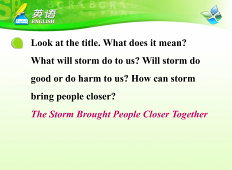 英语
ENGLISH
Look at the title. What does it mean?
What will storm do to us? Will storm do
good or do harm to us? How can storm
bring people closer?
The Storm Brought People Closer Together